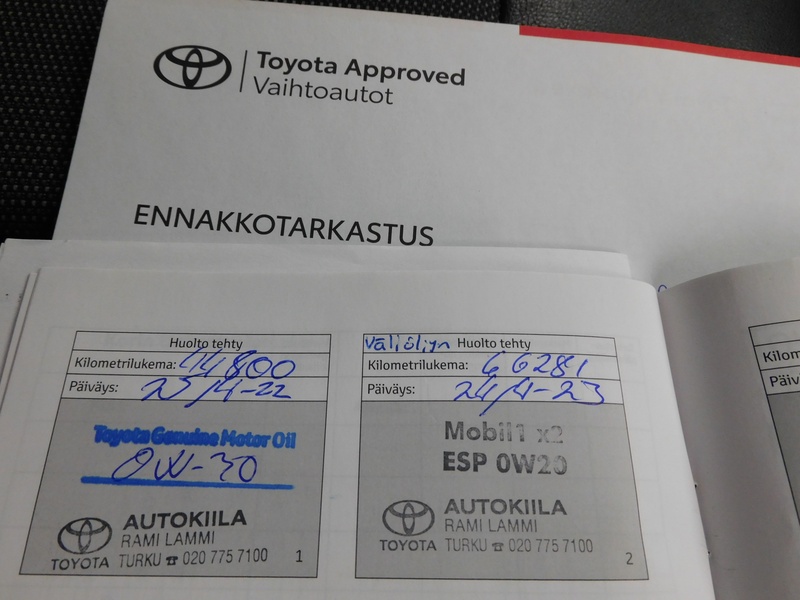 Toyota Approved
Vaihtoautot
ENNAKKOTARKASTUS
Huolto tehty
Kilometrilukema: 44800
Päiväys: 25/4-22
Toyota Genuine Motor Oil
0W-30
AUTOKIILA
RAMI LAMMI
TOYOTA TURKU ☎ 020 775 7100
1
Väliöljyn Huolto tehty
Kilometrilukema: 66281
Päiväys: 24/4-23
Mobil1 x2
ESP 0W20
AUTOKIILA
RAMI LAMMI
TOYOTA TURKU ☎ 020 775 7100
2